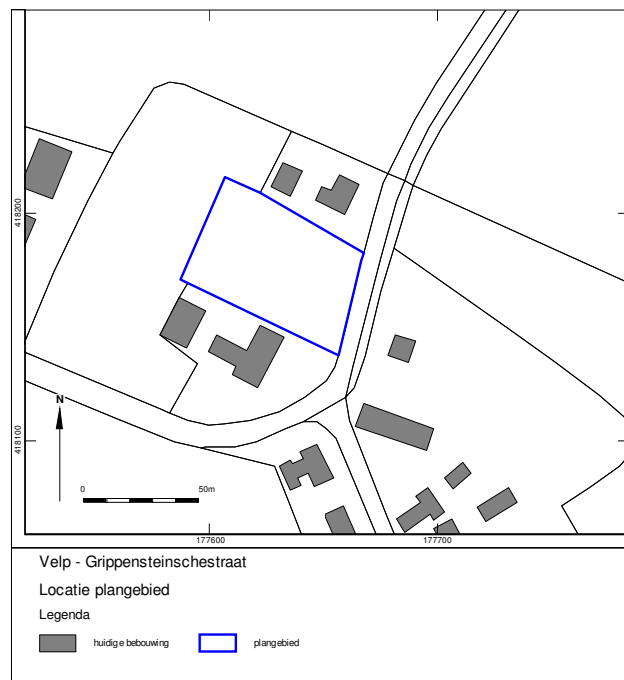 418200
418100
N
0 50m
177600 177700
Velp - Grippensteinschestraat
Locatie plangebied
Legenda
huidige bebouwing plangebied